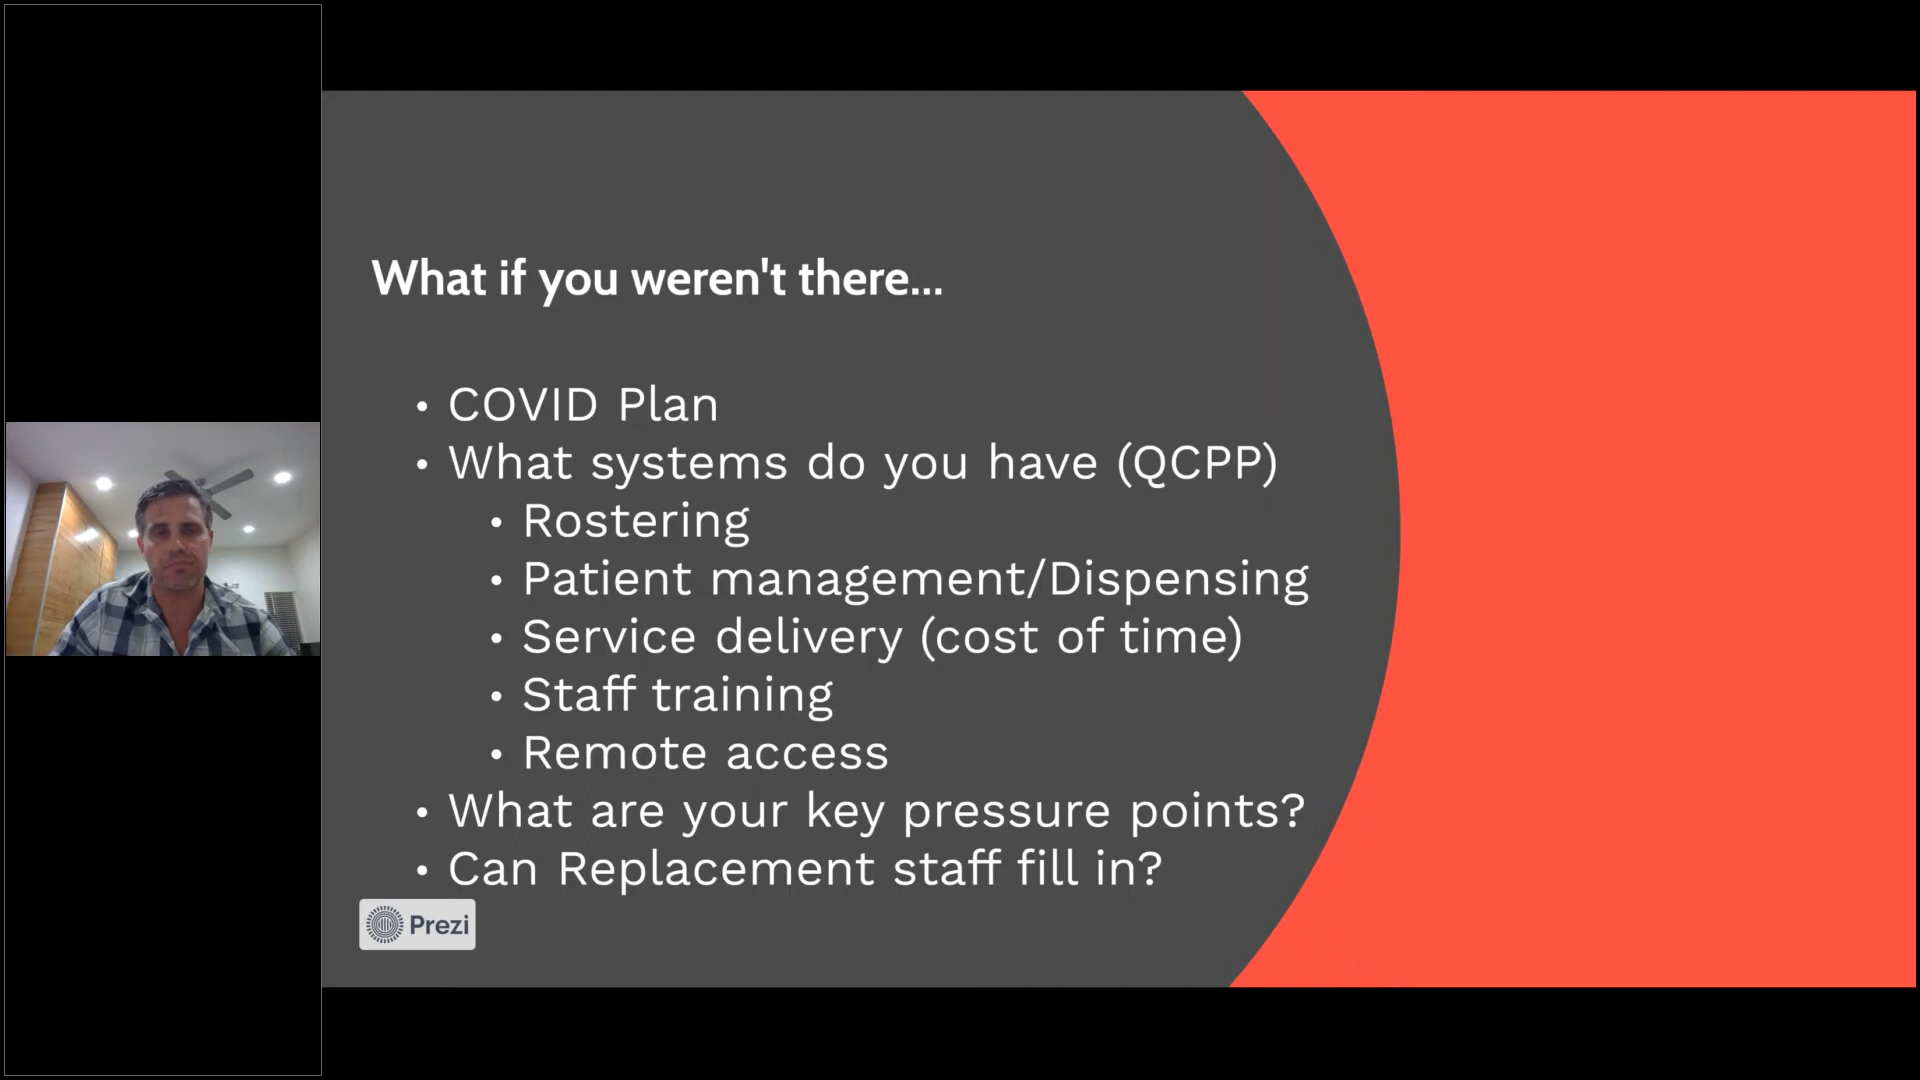 What if you weren't there...
• COVID Plan
• What systems do you have (QCPP)
• Rostering
• Patient management/Dispensing
• Service delivery (cost of time)
• Staff training
• Remote access
• What are your key pressure points?
• Can Replacement staff fill in?
Prezi